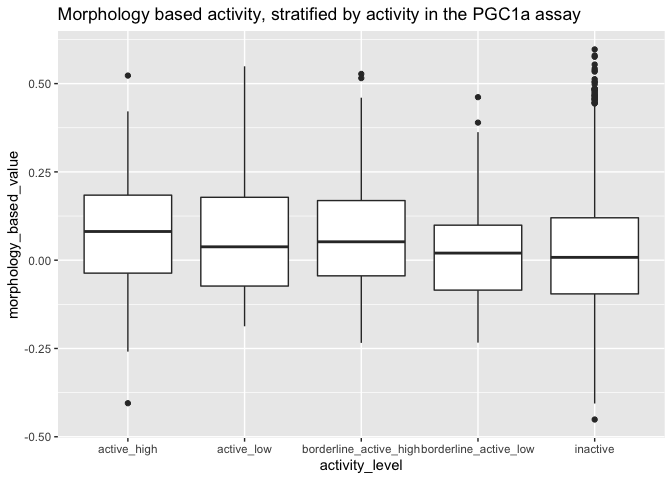 Morphology based activity, stratified by activity in the PGC1a assay
morphology_based_value
0.50
0.25
0.00
-0.25
-0.50
active_high
active_low
borderline_active_high
borderline_active_low
inactive
activity_level